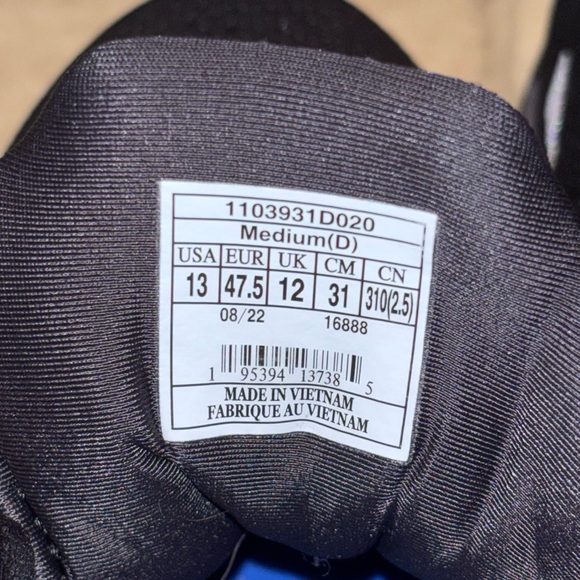 1103931D020
Medium(D)
USA EUR UK CM CN
13 47.5 12 31 310(2.5)
08/22 16888
1 95394 13738 5
MADE IN VIETNAM
FABRIQUE AU VIETNAM